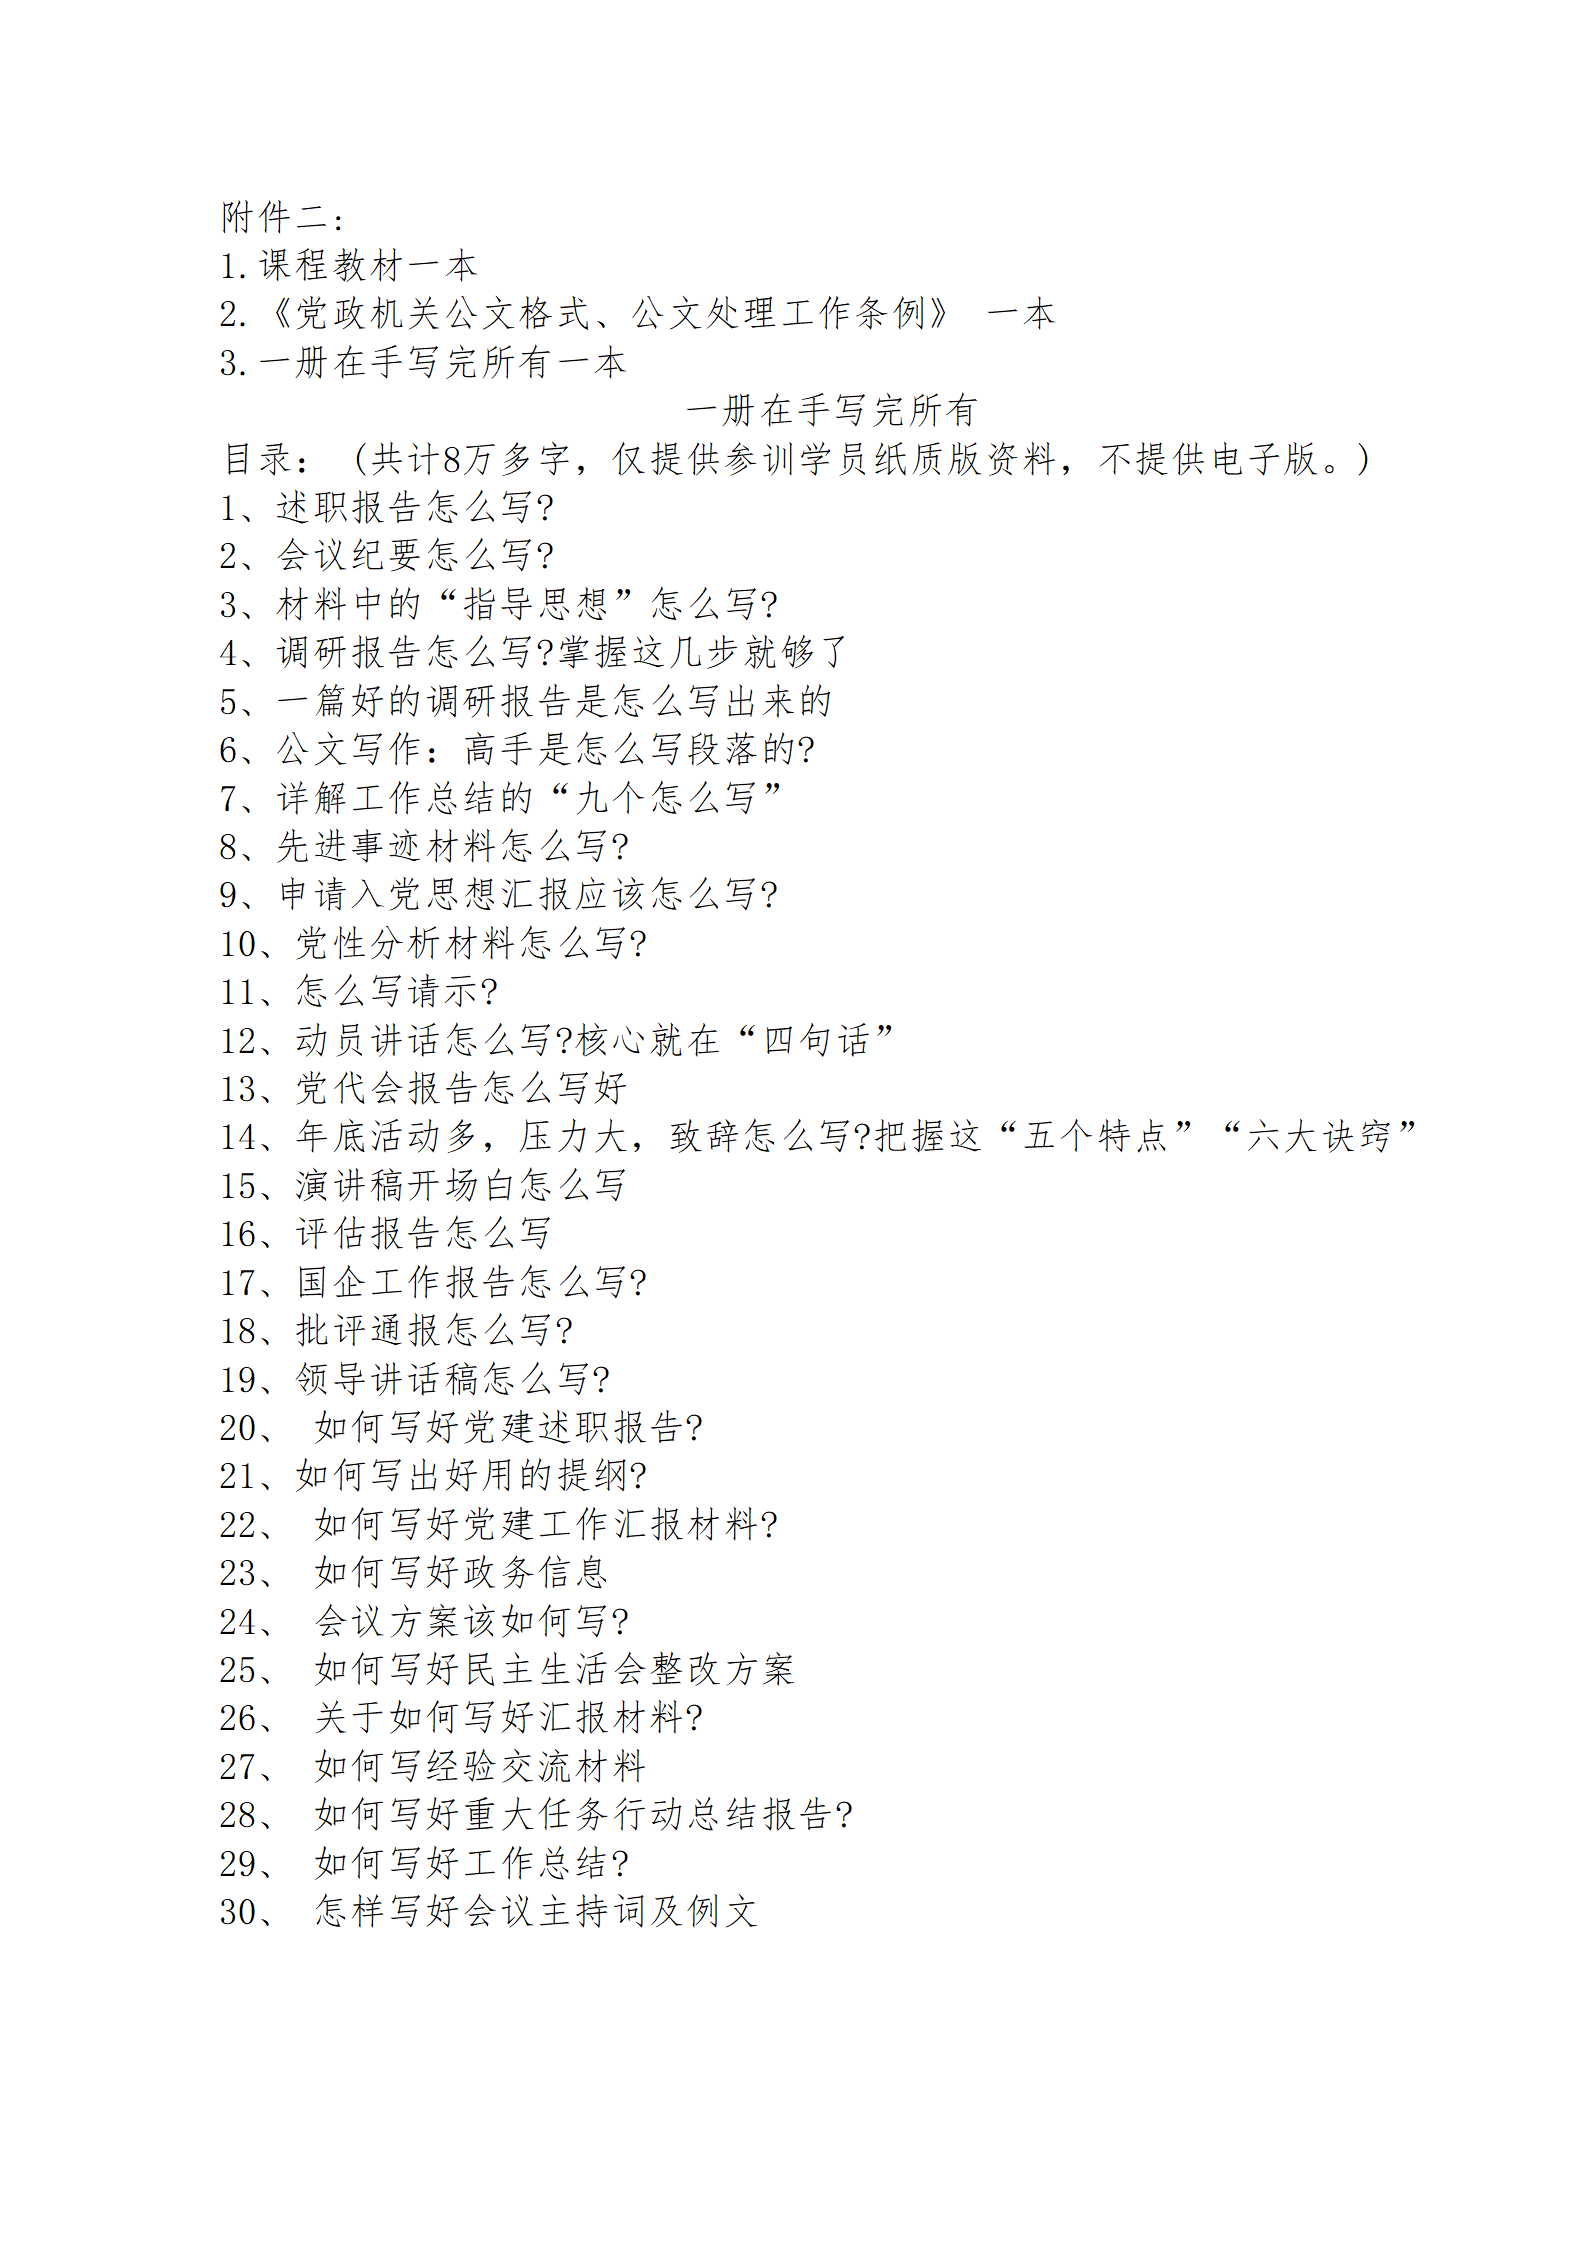 附件二:
1.课程教材一本
2.《党政机关公文格式、公文处理工作条例》 一本
3.一册在手写完所有一本
一册在手写完所有
目录: (共计8万多字，仅提供参训学员纸质版资料，不提供电子版。)
1、述职报告怎么写?
2、会议纪要怎么写?
3、材料中的“指导思想”怎么写?
4、调研报告怎么写?掌握这几步就够了
5、一篇好的调研报告是怎么写出来的
6、公文写作：高手是怎么写段落的?
7、详解工作总结的“九个怎么写”
8、先进事迹材料怎么写?
9、申请入党思想汇报应该怎么写?
10、党性分析材料怎么写?
11、怎么写请示?
12、动员讲话怎么写?核心就在“四句话”
13、党代会报告怎么写好
14、年底活动多，压力大，致辞怎么写?把握这“五个特点”“六大诀窍”
15、演讲稿开场白怎么写
16、评估报告怎么写
17、国企工作报告怎么写?
18、批评通报怎么写?
19、领导讲话稿怎么写?
20、 如何写好党建述职报告?
21、如何写出好用的提纲?
22、 如何写好党建工作汇报材料?
23、 如何写好政务信息
24、 会议方案该如何写?
25、 如何写好民主生活会整改方案
26、 关于如何写好汇报材料?
27、 如何写经验交流材料
28、 如何写好重大任务行动总结报告?
29、 如何写好工作总结?
30、 怎样写好会议主持词及例文